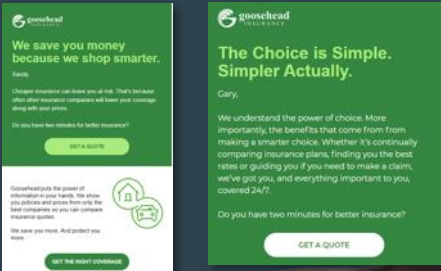 goosehead
INSURANCE
We save you money
because we shop smarter.
Sandy,
Cheaper insurance can leave you at risk. That's because
often other insurance companies will lower your coverage
along with your prices.
Do you have two minutes for better insurance?
GET A QUOTE
Goosehead puts the power of
information in your hands. We show
you policies and prices from only the
best companies so you can compare
insurance quotes.
We save you more. And protect you
more.
GET THE RIGHT COVERAGE
goosehead
INSURANCE
The Choice is Simple.
Simpler Actually.
Gary,
We understand the power of choice. More
importantly, the benefits that come from from
making a smarter choice. Whether it's continually
comparing insurance plans, finding you the best
rates or guiding you if you need to make a claim,
we've got you, and everything important to you,
covered 24/7.
Do you have two minutes for better insurance?
GET A QUOTE